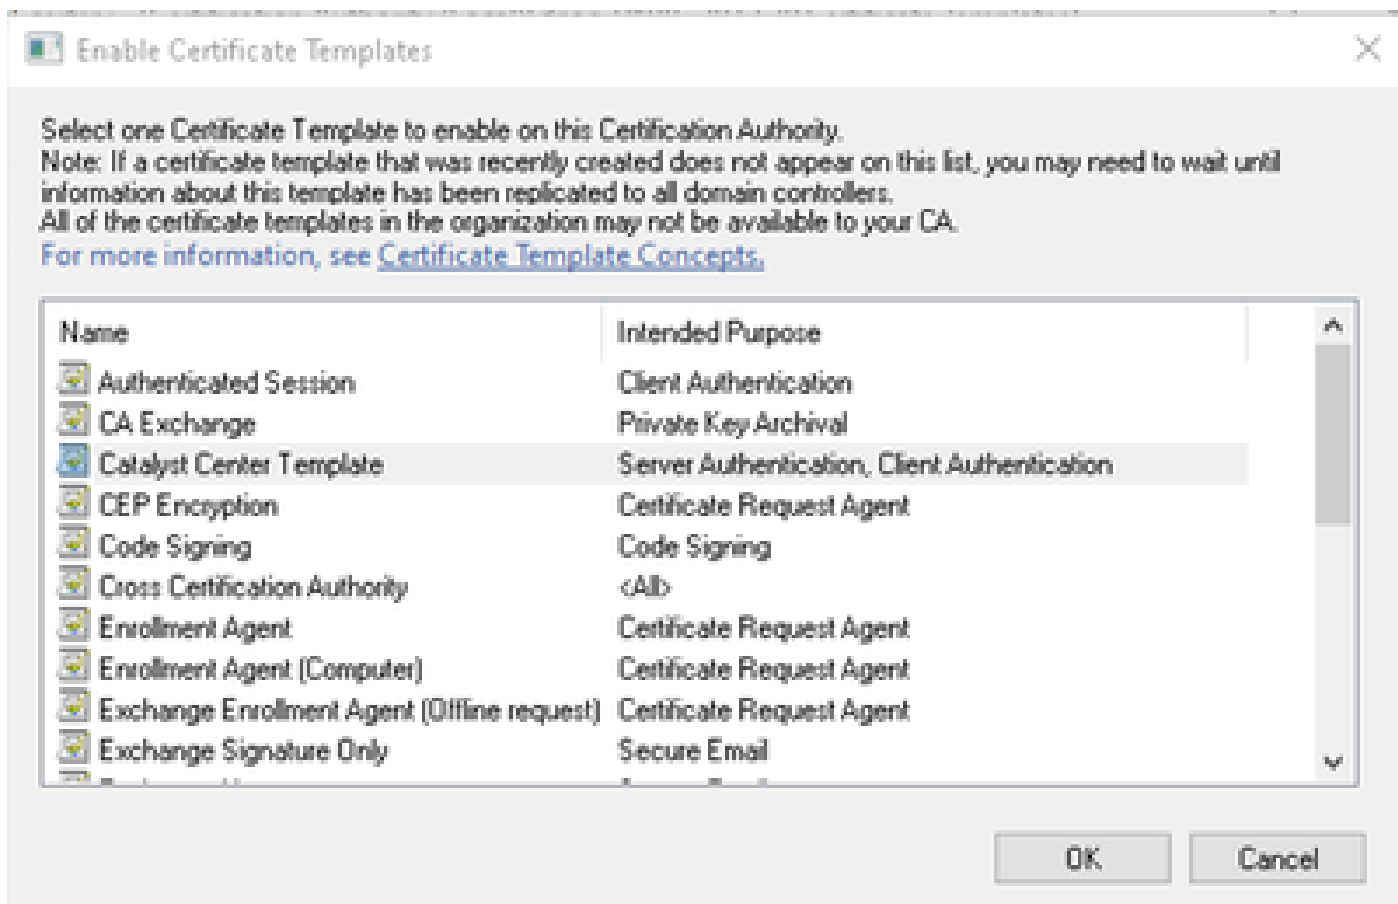 Enable Certificate Templates
Select one Certificate Template to enable on this Certification Authority.
Note: If a certificate template that was recently created does not appear on this list, you may need to wait until
information about this template has been replicated to all domain controllers.
All of the certificate templates in the organization may not be available to your CA.
For more information, see Certificate Template Concepts.
Name Intended Purpose
Authenticated Session Client Authentication
CA Exchange Private Key Archival
Catalyst Center Template Server Authentication, Client Authentication
CEP Encryption Certificate Request Agent
Code Signing Code Signing
Cross Certification Authority <All>
Enrollment Agent Certificate Request Agent
Enrollment Agent (Computer) Certificate Request Agent
Exchange Enrollment Agent (Offline request) Certificate Request Agent
Exchange Signature Only Secure Email
OK Cancel